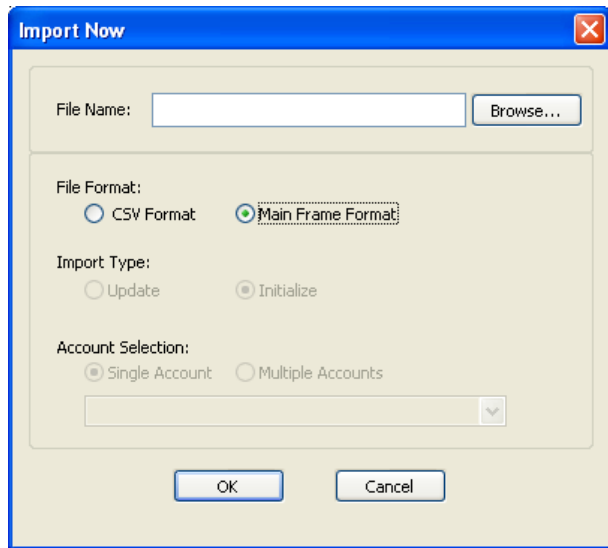 Import Now
File Name: Browse...
File Format:
CSV Format Main Frame Format
Import Type:
Update Initialize
Account Selection:
Single Account Multiple Accounts
OK Cancel